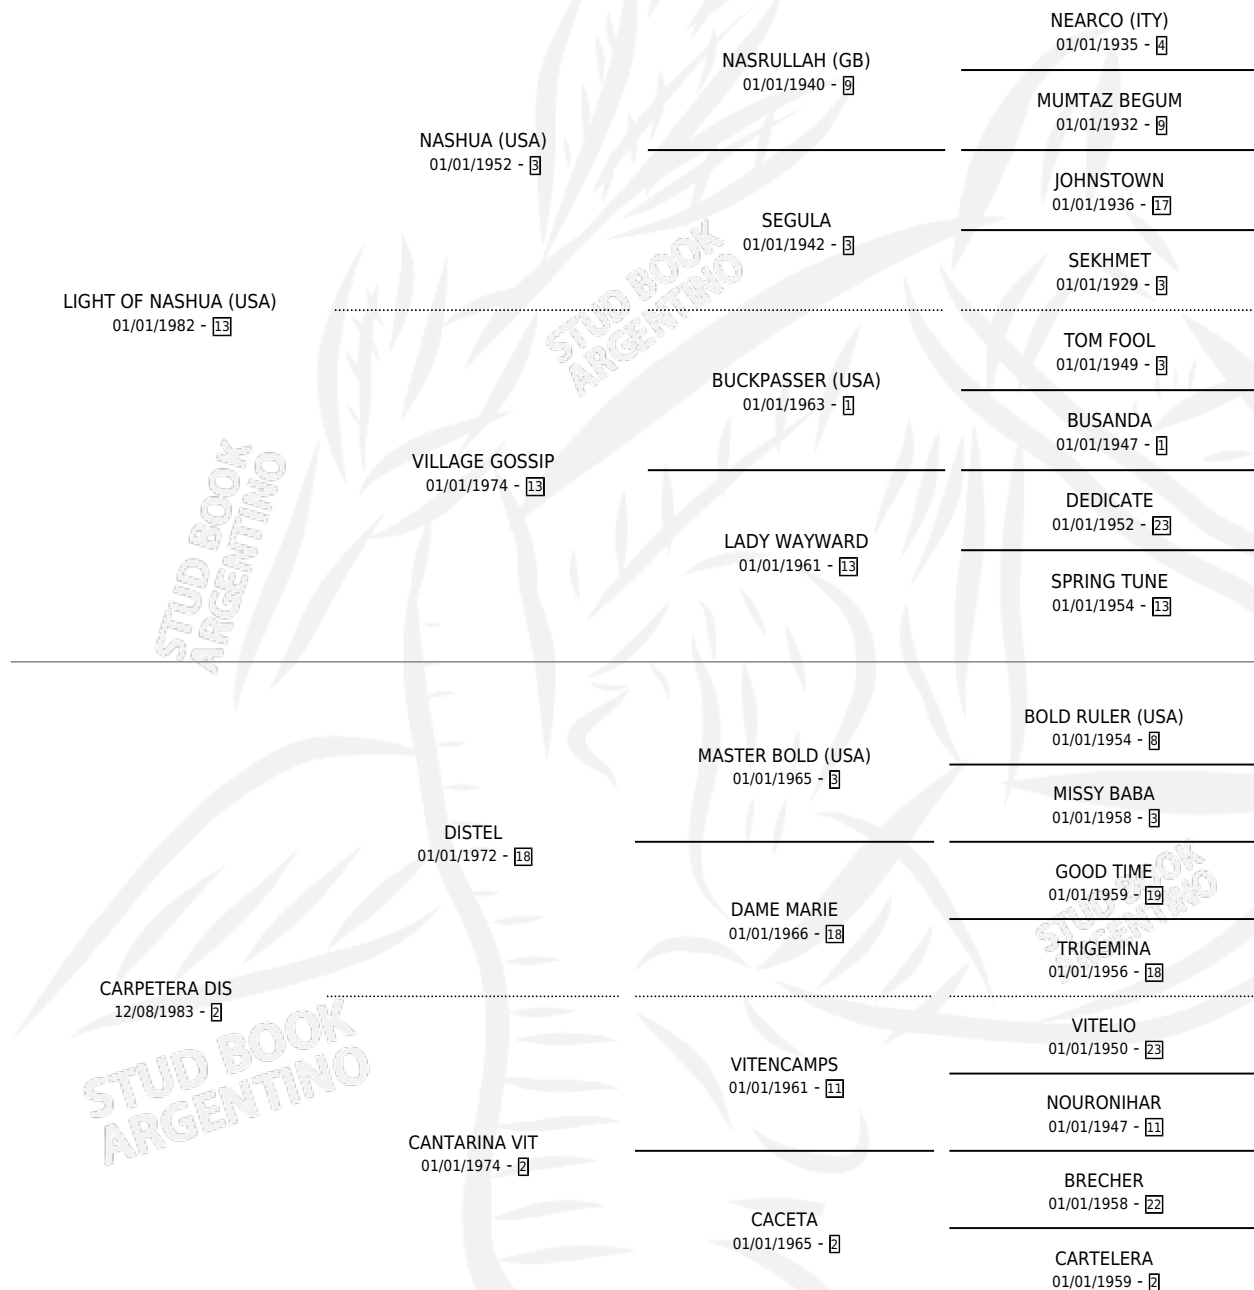 NEARCO (ITY)
01/01/1935 - 4
NASRULLAH (GB)
01/01/1940 - 9
MUMTAZ BEGUM
01/01/1932 - 9
NASHUA (USA)
01/01/1952 - 3
JOHNSTOWN
01/01/1936 - 17
SEGULA
01/01/1942 - 3
SEKHMET
01/01/1929 - 3
LIGHT OF NASHUA (USA)
01/01/1982 - 13
TOM FOOL
01/01/1949 - 3
BUCKPASSER (USA)
01/01/1963 - 1
BUSANDA
01/01/1947 - 1
VILLAGE GOSSIP
01/01/1974 - 13
DEDICATE
01/01/1952 - 23
LADY WAYWARD
01/01/1961 - 13
SPRING TUNE
01/01/1954 - 13
BOLD RULER (USA)
01/01/1954 - 8
MASTER BOLD (USA)
01/01/1965 - 3
MISSY BABA
01/01/1958 - 3
DISTEL
01/01/1972 - 18
GOOD TIME
01/01/1959 - 19
DAME MARIE
01/01/1966 - 18
TRIGEMINA
01/01/1956 - 18
CARPETERA DIS
12/08/1983 - 2
VITELIO
01/01/1950 - 23
VITENCAMPS
01/01/1961 - 11
NOURONIHAR
01/01/1947 - 11
CANTARINA VIT
01/01/1974 - 2
BRECHER
01/01/1958 - 22
CACETA
01/01/1965 - 2
CARTELERA
01/01/1959 - 2
STUD BOOK
ARGENTINO
STUD BOOK
ARGENTINO
STUD BOOK
ARGENTINO
STUD BOOK
ARGENTINO